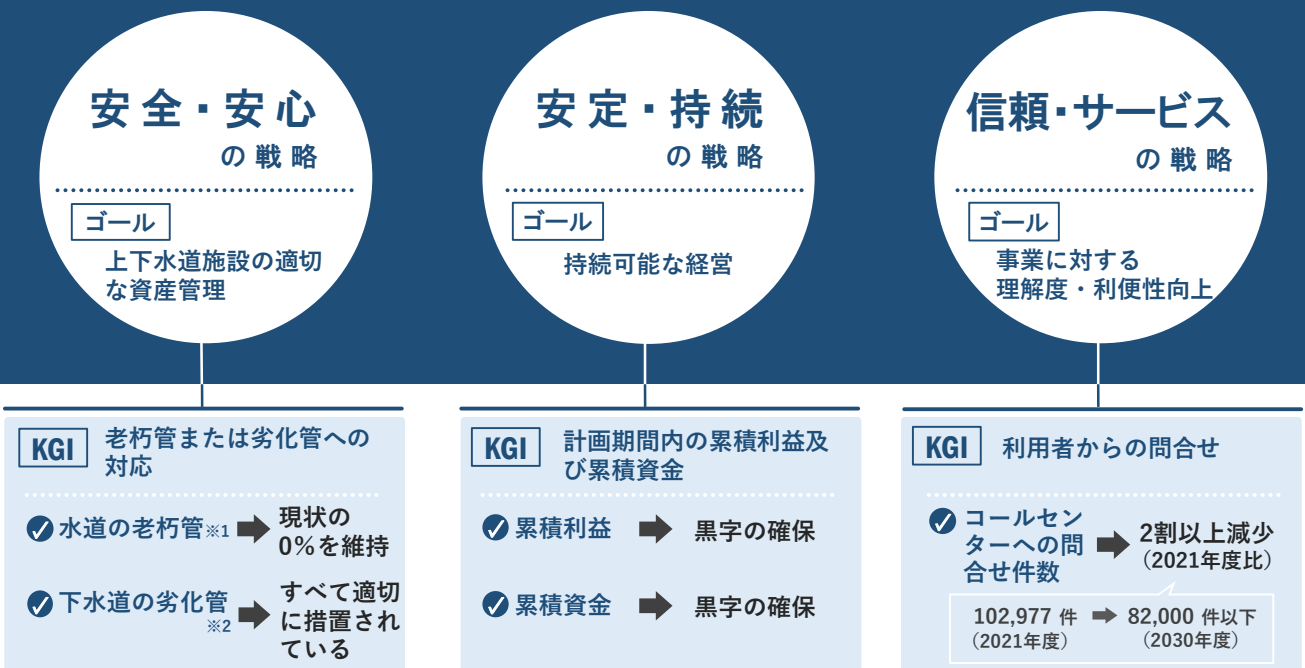 安全・安心
の戦略
ゴール
上下水道施設の適切
な資産管理
KGI
老朽管または劣化管への
対応
水道の老朽管※1
現状の
0%を維持
下水道の劣化管
※2
すべて適切
に措置され
ている
安定・持続
の戦略
ゴール
持続可能な経営
KGI
計画期間内の累積利益及
び累積資金
累積利益
黒字の確保
累積資金
黒字の確保
信頼・サービス
の戦略
ゴール
事業に対する
理解度・利便性向上
KGI
利用者からの問合せ
コールセン
ターへの問
合せ件数
2割以上減少
（2021年度比）
102,977 件
（2021年度）
82,000 件以下
（2030年度）